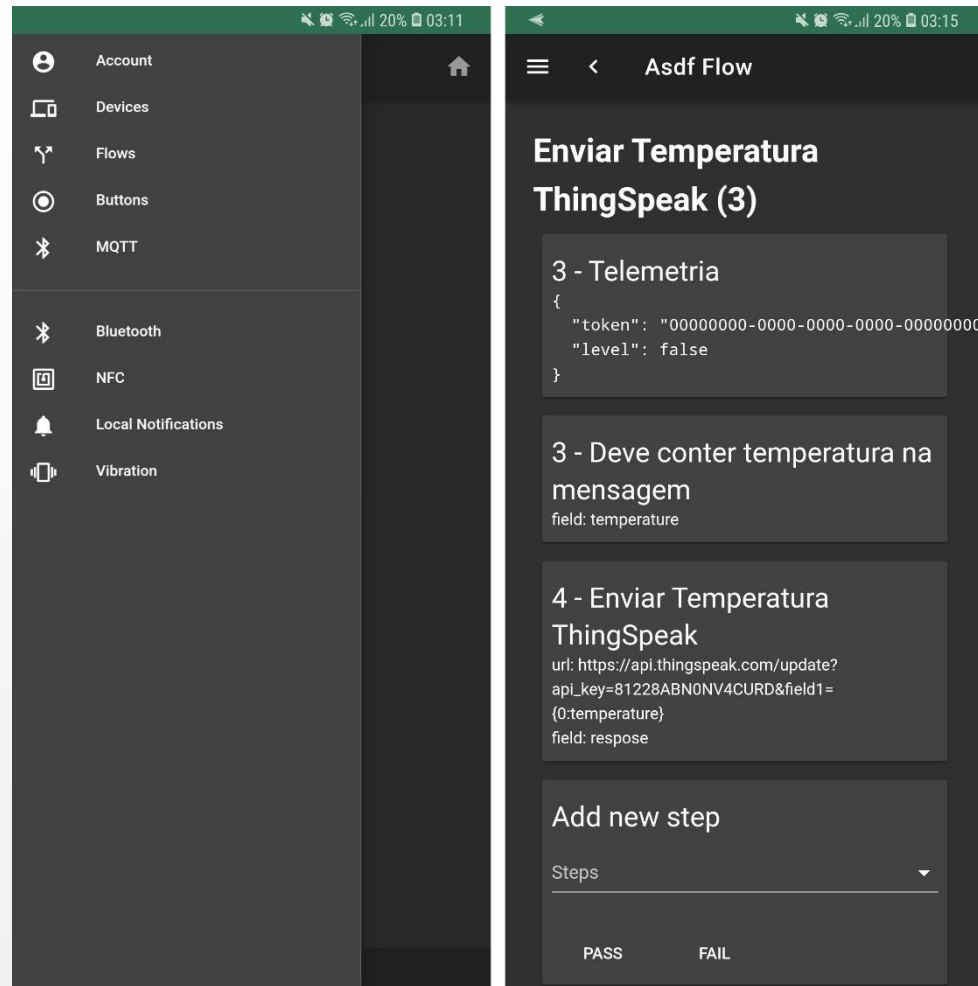 20% 03:11
Account
Devices
Flows
Buttons
MQTT
Bluetooth
NFC
Local Notifications
Vibration
20% 03:15
Asdf Flow
Enviar Temperatura
ThingSpeak (3)
3 - Telemetria
{
"token": "00000000-0000-0000-0000-00000000
"level": false
}
3 - Deve conter temperatura na
mensagem
field: temperature
4 - Enviar Temperatura
ThingSpeak
url: https://api.thingspeak.com/update?
api_key=81228ABN0NV4CURD&field1=
{0:temperature}
field: respose
Add new step
Steps
PASS FAIL